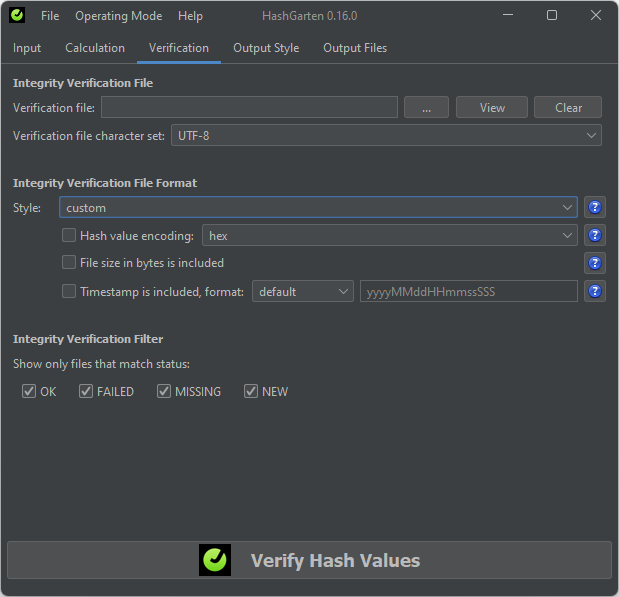 File Operating Mode Help HashGarten 0.16.0
Input Calculation Verification Output Style Output Files
Integrity Verification File
Verification file: ... View Clear
Verification file character set: UTF-8
Integrity Verification File Format
Style: custom ?
Hash value encoding: hex ?
File size in bytes is included ?
Timestamp is included, format: default yyyyMMddHHmmssSSS ?
Integrity Verification Filter
Show only files that match status:
OK FAILED MISSING NEW
Verify Hash Values